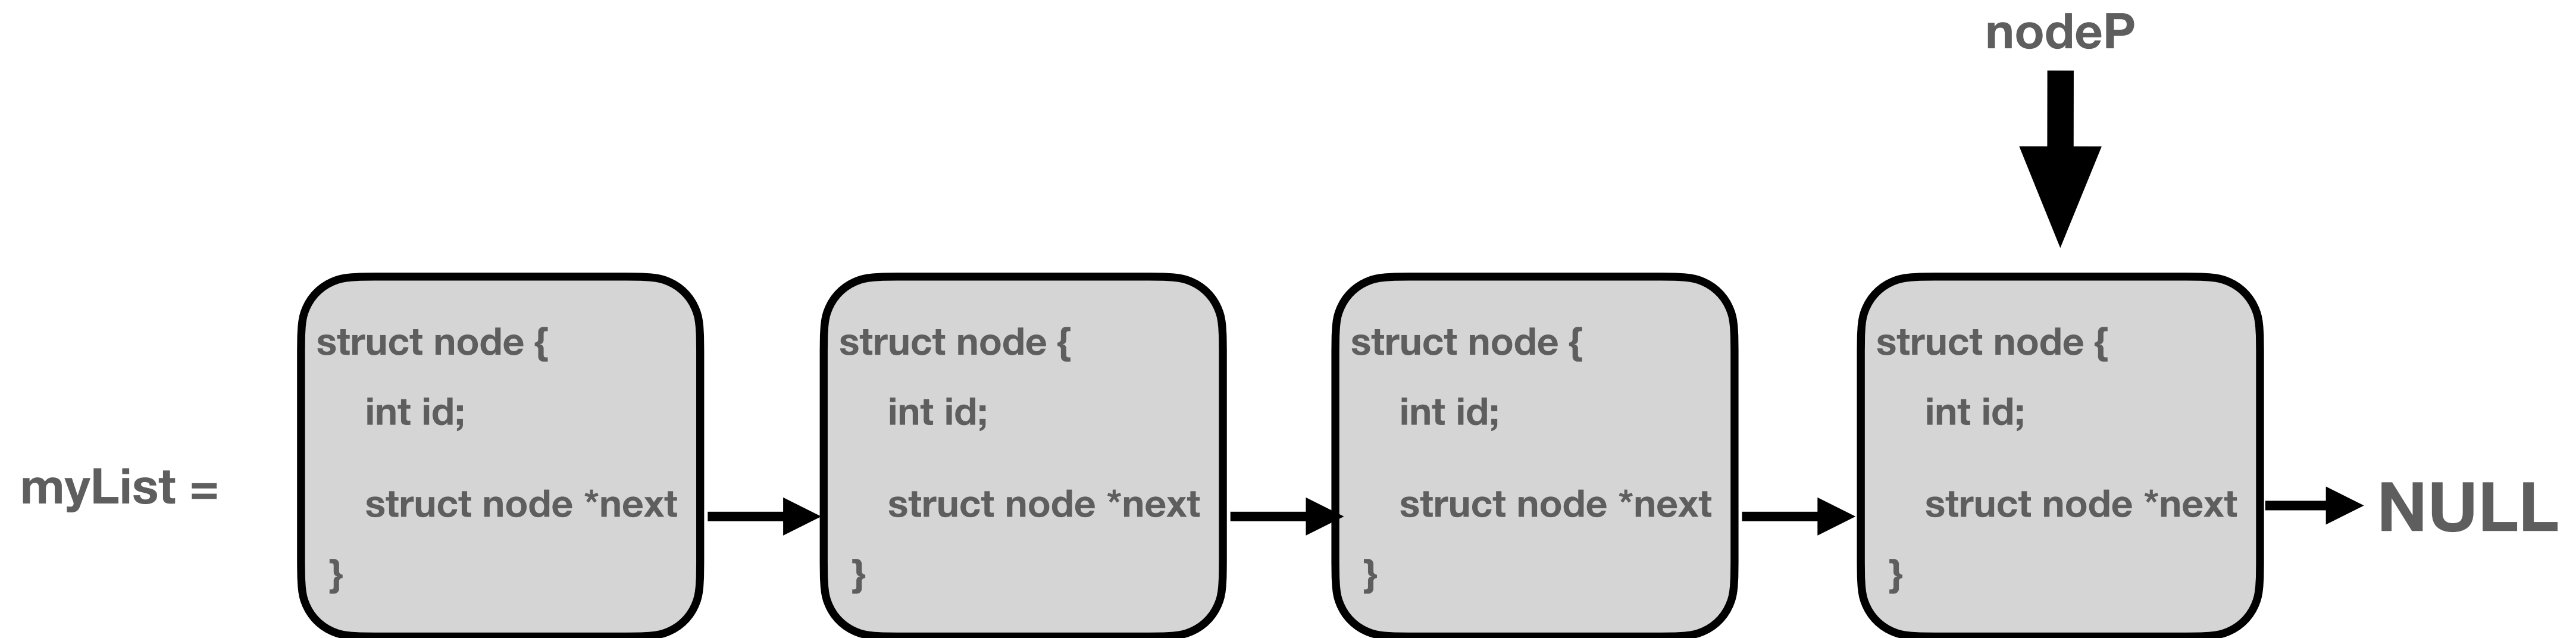 nodeP
myList =
struct node {
int id;
struct node *next
}
struct node {
int id;
struct node *next
}
struct node {
int id;
struct node *next
}
struct node {
int id;
struct node *next
}
NULL